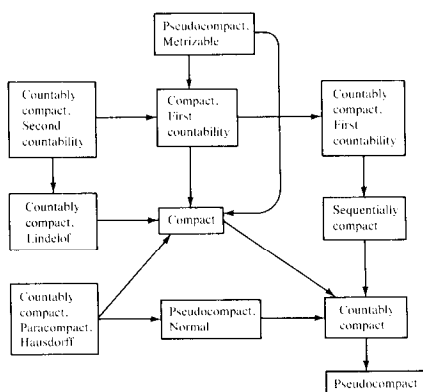 Pseudocompact,
Metrizable
Countably
compact,
Second
countability
Compact,
First
countability
Countably
compact,
First
countability
Countably
compact,
Lindelof
Compact
Sequentially
compact
Countably
compact,
Paracompact,
Hausdorff
Pseudocompact,
Normal
Countably
compact
Pseudocompact